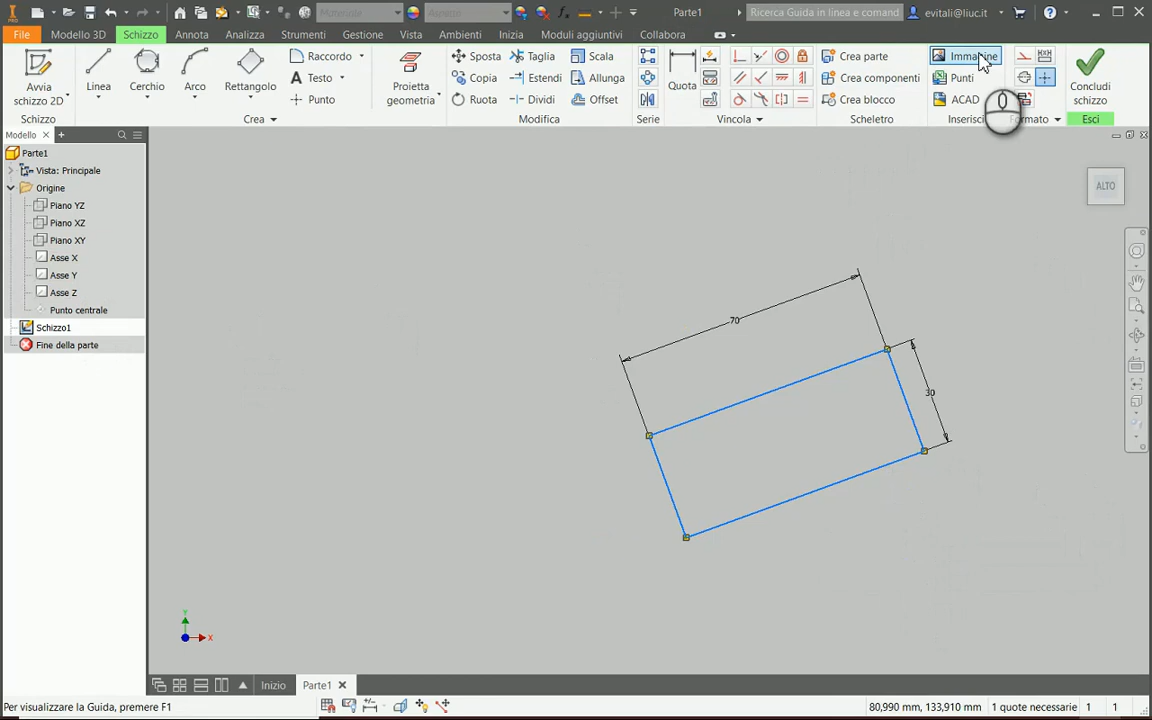 PRO
Materiale
Aspetto
Parte1
Ricerca Guida in linea e comand
evitali@liuc.it
File
Modello 3D
Schizzo
Annota
Analizza
Strumenti
Gestione
Vista
Ambienti
Inizia
Moduli aggiuntivi
Collabora
Avvia
schizzo 2D
Linea
Cerchio
Arco
Rettangolo
Raccordo
Testo
Punto
Proietta
geometria
Sposta
Copia
Ruota
Taglia
Estendi
Dividi
Scala
Allunga
Offset
Quota
Crea parte
Crea componenti
Crea blocco
Immagine
Punti
ACAD
Concludi
schizzo
Schizzo
Crea
Modifica
Serie
Vincola
Scheletro
Inserisci
Formato
Esci
Modello
Parte1
Vista: Principale
Origine
Piano YZ
Piano XZ
Piano XY
Asse X
Asse Y
Asse Z
Punto centrale
Schizzo1
Fine della parte
ALTO
70
30
Y
X
Inizio
Parte1
Per visualizzare la Guida, premere F1
80,990 mm, 133,910 mm
1 quote necessarie
1
1